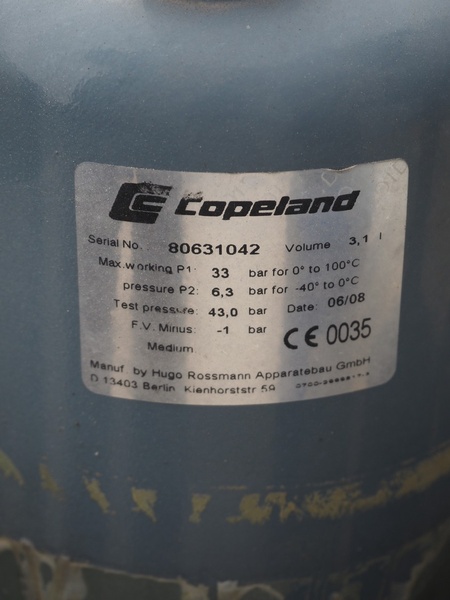 Copeland
Serial No. 80631042 Volume 3,1 l
Max.working P1: 33 bar for 0° to 100°C
pressure P2: 6,3 bar for -40° to 0°C
Test pressure: 43,0 bar Date: 06/08
F.V. Minus: -1 bar CE 0035
Medium
Manuf. by Hugo Rossmann Apparatebau GmbH
D 13403 Berlin Kienhorststr 59